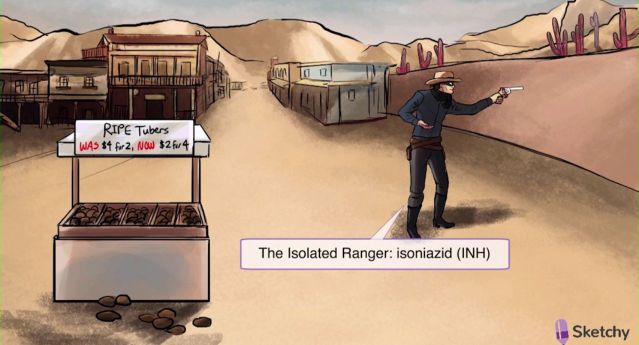 RIPE Tubers
WAS $4 for 2, NOW $2 for 4
The Isolated Ranger: isoniazid (INH)
Sketchy